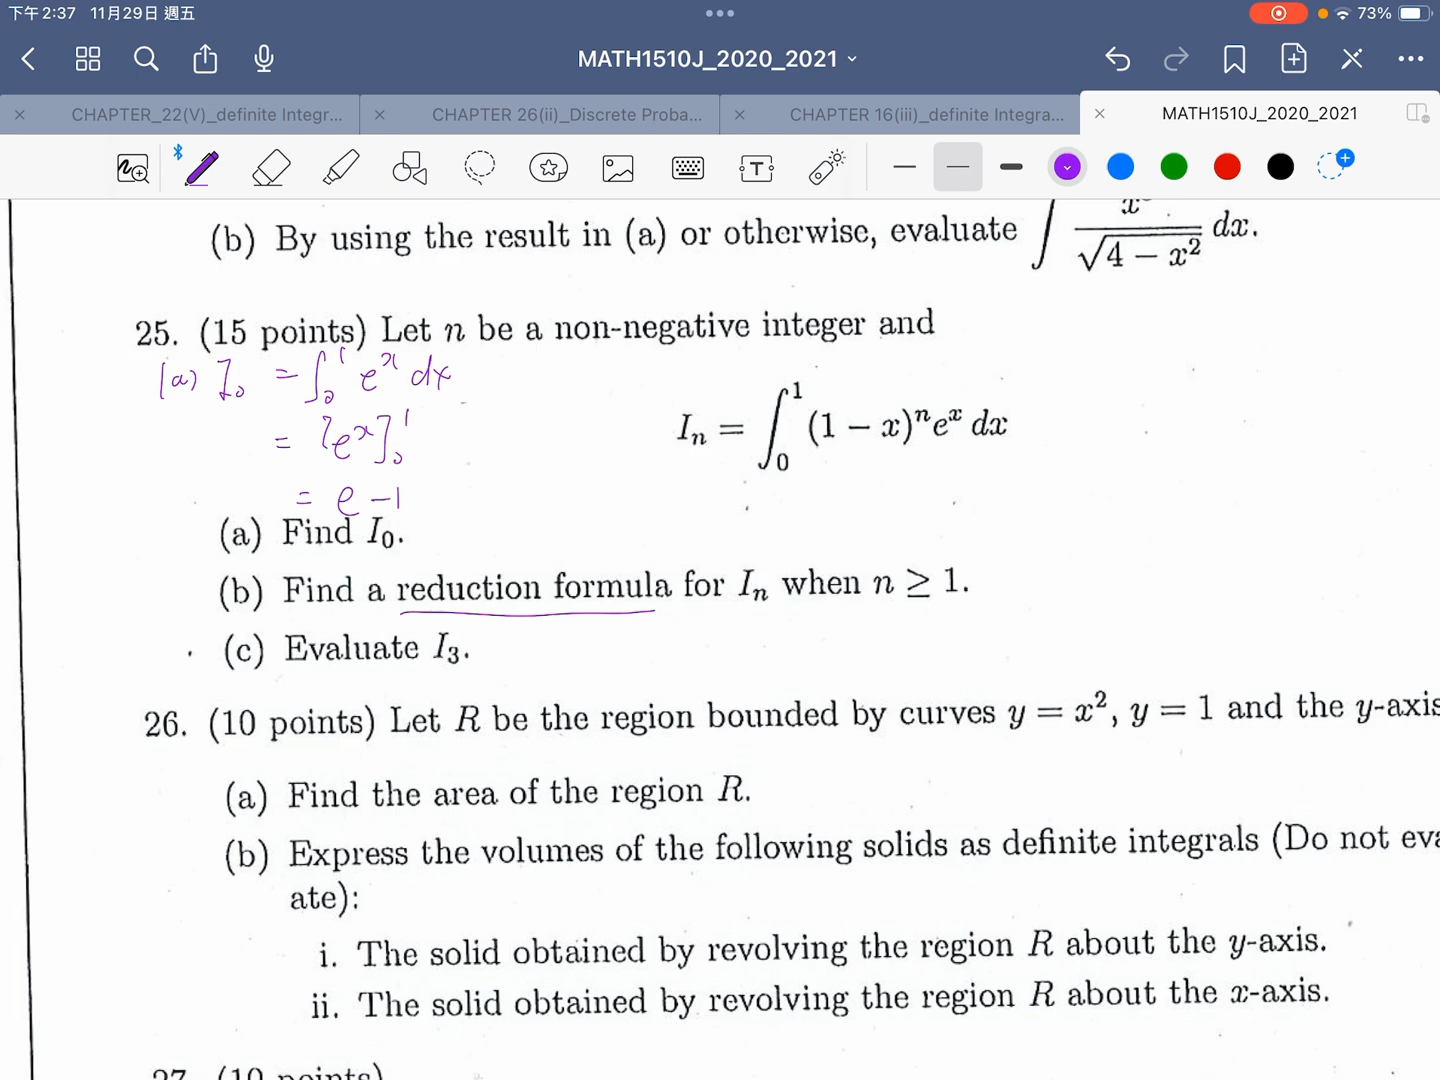 下午2:37 11月29日 週五
73%
MATH1510J_2020_2021
CHAPTER_22(V)_definite Integr...
CHAPTER 26(ii)_Discrete Proba...
CHAPTER 16(iii)_definite Integra...
MATH1510J_2020_2021
(b) By using the result in (a) or otherwise, evaluate ∫ x / √(4 − x²) dx.
25. (15 points) Let n be a non-negative integer and
(a) I₀ = ∫₀¹ eˣ dx
= [eˣ]₀¹
= e − 1
Iₙ = ∫₀¹ (1 − x)ⁿeˣ dx
(a) Find I₀.
(b) Find a reduction formula for Iₙ when n ≥ 1.
(c) Evaluate I₃.
26. (10 points) Let R be the region bounded by curves y = x², y = 1 and the y-axis
(a) Find the area of the region R.
(b) Express the volumes of the following solids as definite integrals (Do not eva
ate):
i. The solid obtained by revolving the region R about the y-axis.
ii. The solid obtained by revolving the region R about the x-axis.
27. (10 points)